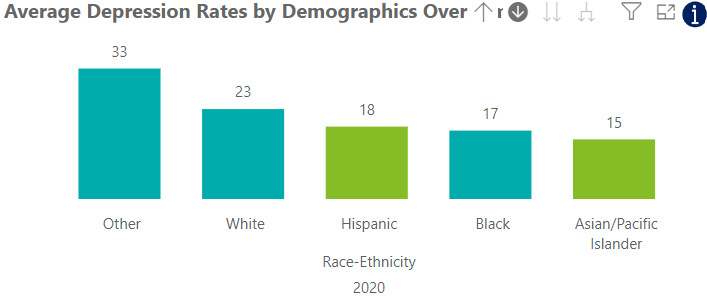 Average Depression Rates by Demographics Over
33
23
18
17
15
Other
White
Hispanic
Black
Asian/Pacific
Islander
Race-Ethnicity
2020